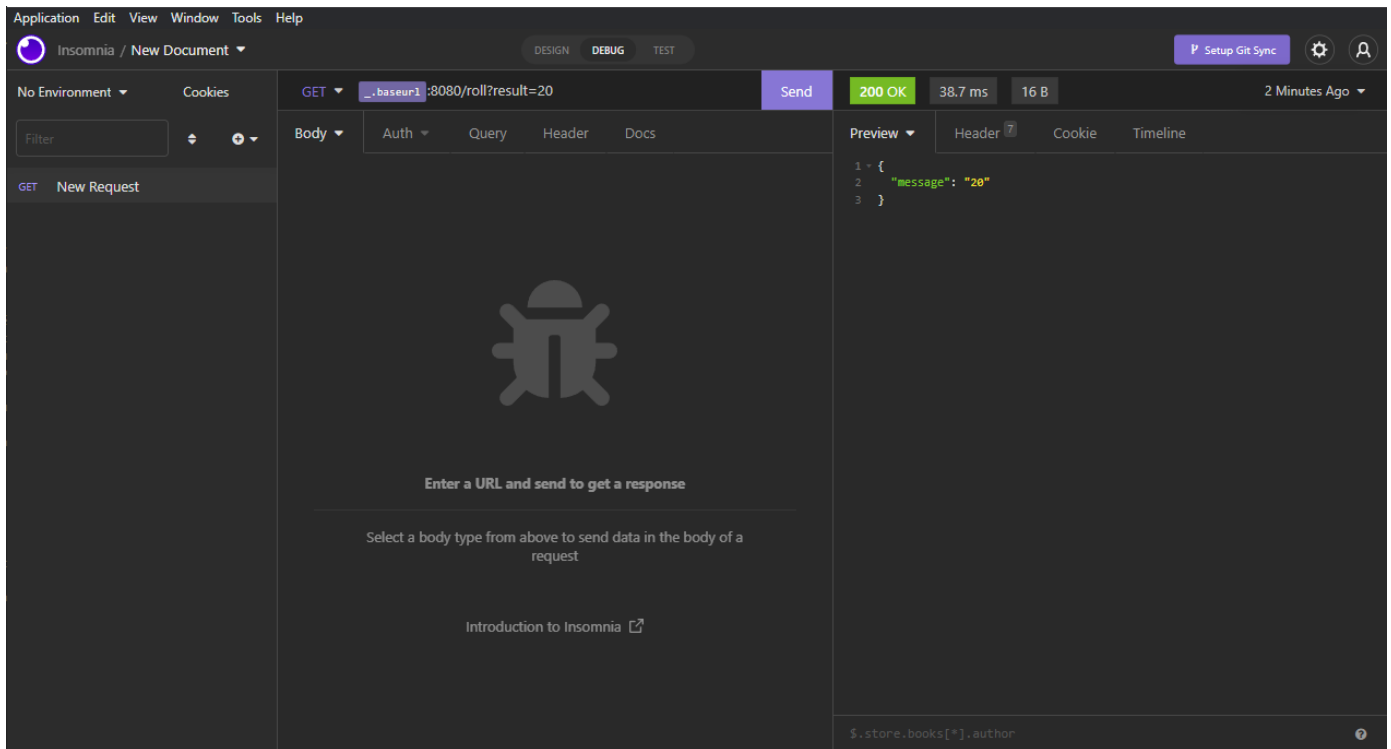 Application Edit View Window Tools Help
Insomnia / New Document
DESIGN DEBUG TEST
Setup Git Sync
No Environment Cookies
GET _.baseurl:8080/roll?result=20 Send
200 OK 38.7 ms 16 B 2 Minutes Ago
Filter
Body Auth Query Header Docs
Preview Header 7 Cookie Timeline
GET New Request
1 {
2 "message": "20"
3 }
Enter a URL and send to get a response
Select a body type from above to send data in the body of a
request
Introduction to Insomnia
$.store.books[*].author